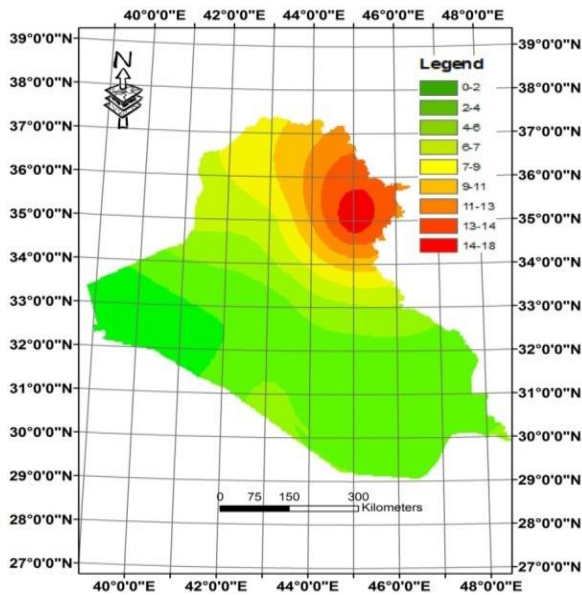 40°0'0"E 42°0'0"E 44°0'0"E 46°0'0"E 48°0'0"E
39°0'0"N 39°0'0"N
N
38°0'0"N 38°0'0"N
37°0'0"N 37°0'0"N
36°0'0"N 36°0'0"N
35°0'0"N 35°0'0"N
34°0'0"N 34°0'0"N
33°0'0"N 33°0'0"N
32°0'0"N 32°0'0"N
31°0'0"N 31°0'0"N
30°0'0"N 30°0'0"N
29°0'0"N 29°0'0"N
28°0'0"N 28°0'0"N
27°0'0"N 27°0'0"N
40°0'0"E 42°0'0"E 44°0'0"E 46°0'0"E 48°0'0"E
Legend
0-2
2-4
4-6
6-7
7-9
9-11
11-13
13-14
14-18
0 75 150 300
Kilometers